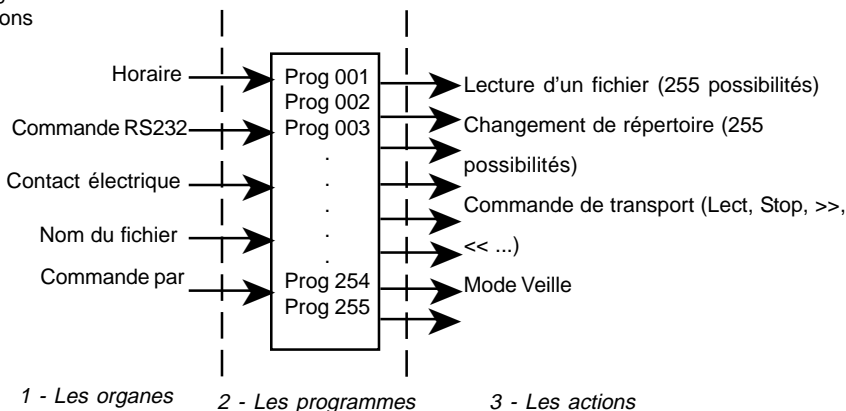 ons
Horaire
Commande RS232
Contact électrique
Nom du fichier
Commande par
Prog 001
Prog 002
Prog 003
.
.
.
.
.
Prog 254
Prog 255
Lecture d'un fichier (255 possibilités)
Changement de répertoire (255
possibilités)
Commande de transport (Lect, Stop, >>,
<< ...)
Mode Veille
1 - Les organes
2 - Les programmes
3 - Les actions